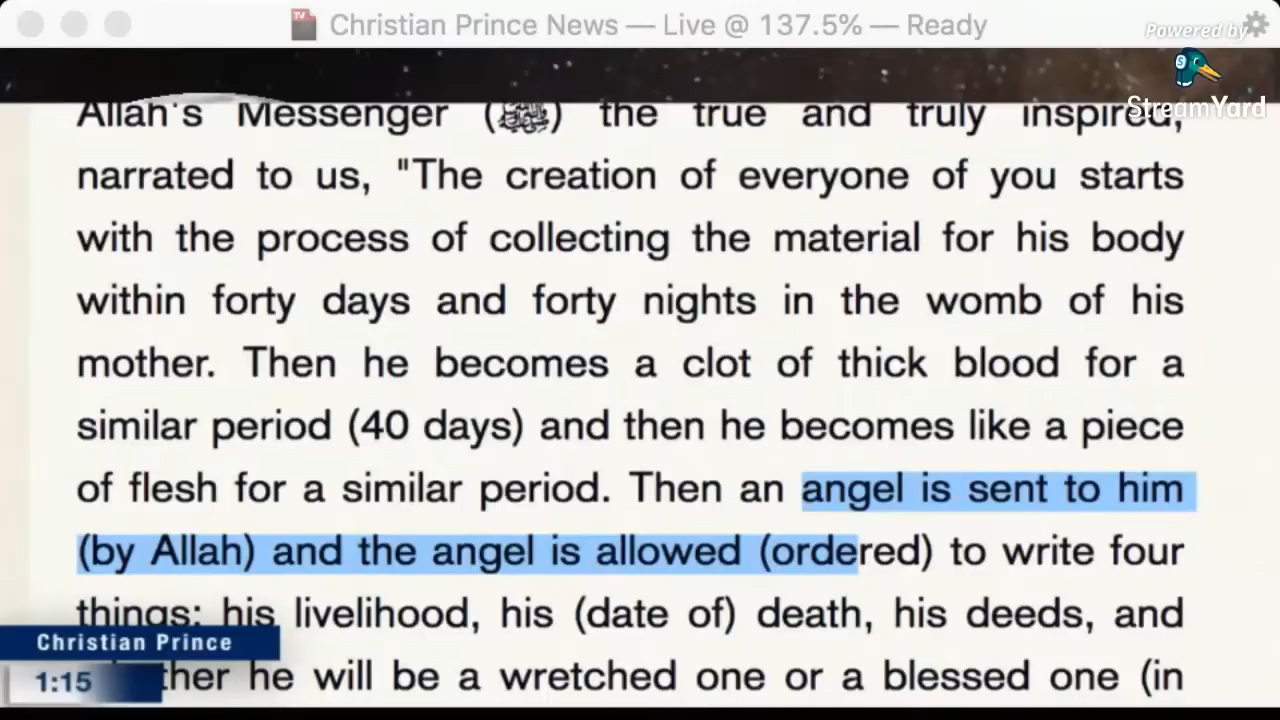 Christian Prince News — Live @ 137.5% — Ready
Powered by
StreamYard
Allah's Messenger (ﷺ) the true and truly inspired,
narrated to us, "The creation of everyone of you starts
with the process of collecting the material for his body
within forty days and forty nights in the womb of his
mother. Then he becomes a clot of thick blood for a
similar period (40 days) and then he becomes like a piece
of flesh for a similar period. Then an angel is sent to him
(by Allah) and the angel is allowed (ordered) to write four
things: his livelihood, his (date of) death, his deeds, and
he will be a wretched one or a blessed one (in
Christian Prince
1:15